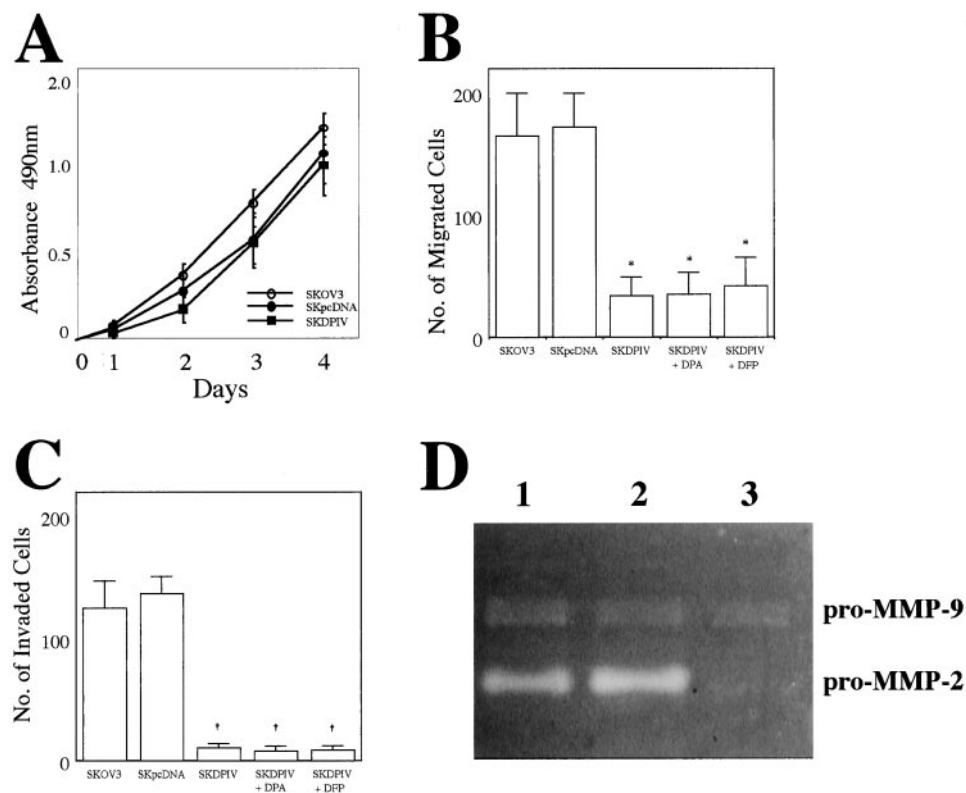 A
Absorbance 490nm
2.0
1.0
0.5
0
0 1 2 3 4
Days
SKOV3
SKpcDNA
SKDPIV
B
No. of Migrated Cells
200
100
0
* * *
SKOV3 SKpcDNA SKDPIV SKDPIV SKDPIV
+ DPA + DFP
C
No. of Invaded Cells
200
100
0
† † †
SKOV3 SKpcDNA SKDPIV SKDPIV SKDPIV
+ DPA + DFP
D
1 2 3
pro-MMP-9
pro-MMP-2